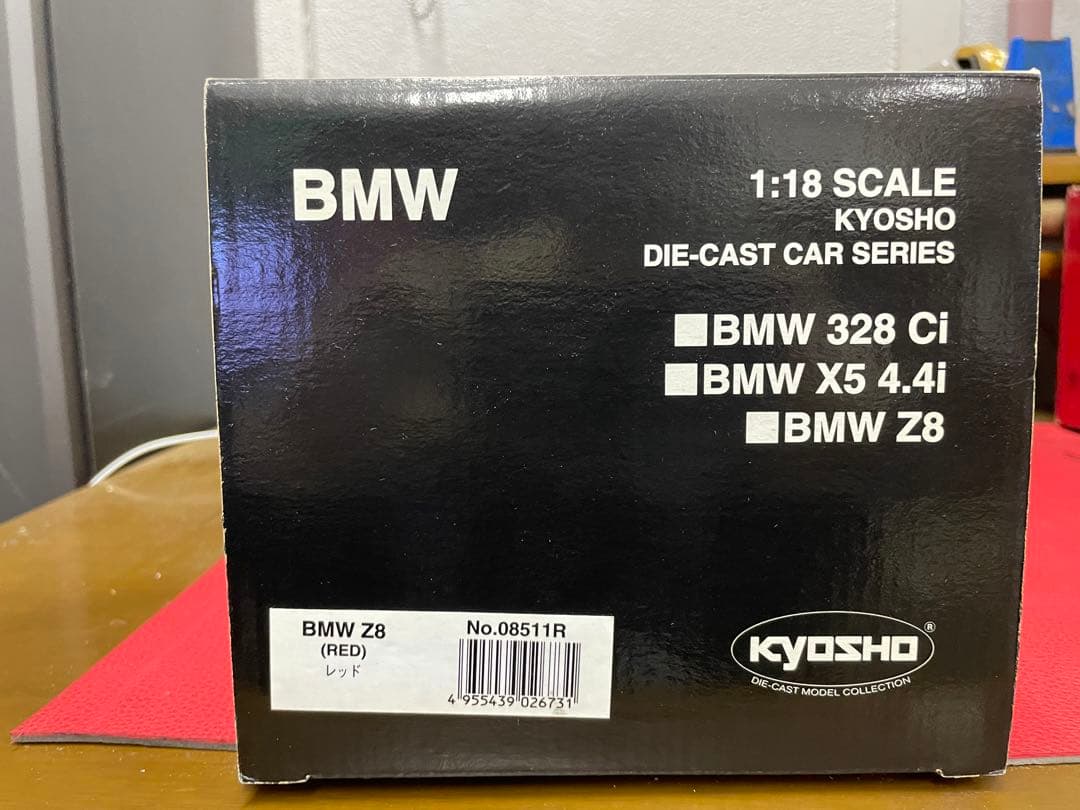 BMW
1:18 SCALE
KYOSHO
DIE-CAST CAR SERIES
BMW 328 Ci
BMW X5 4.4i
BMW Z8
BMW Z8
(RED)
レッド
No.08511R
4 955439 026731
KYOSHO ®
DIE-CAST MODEL COLLECTION